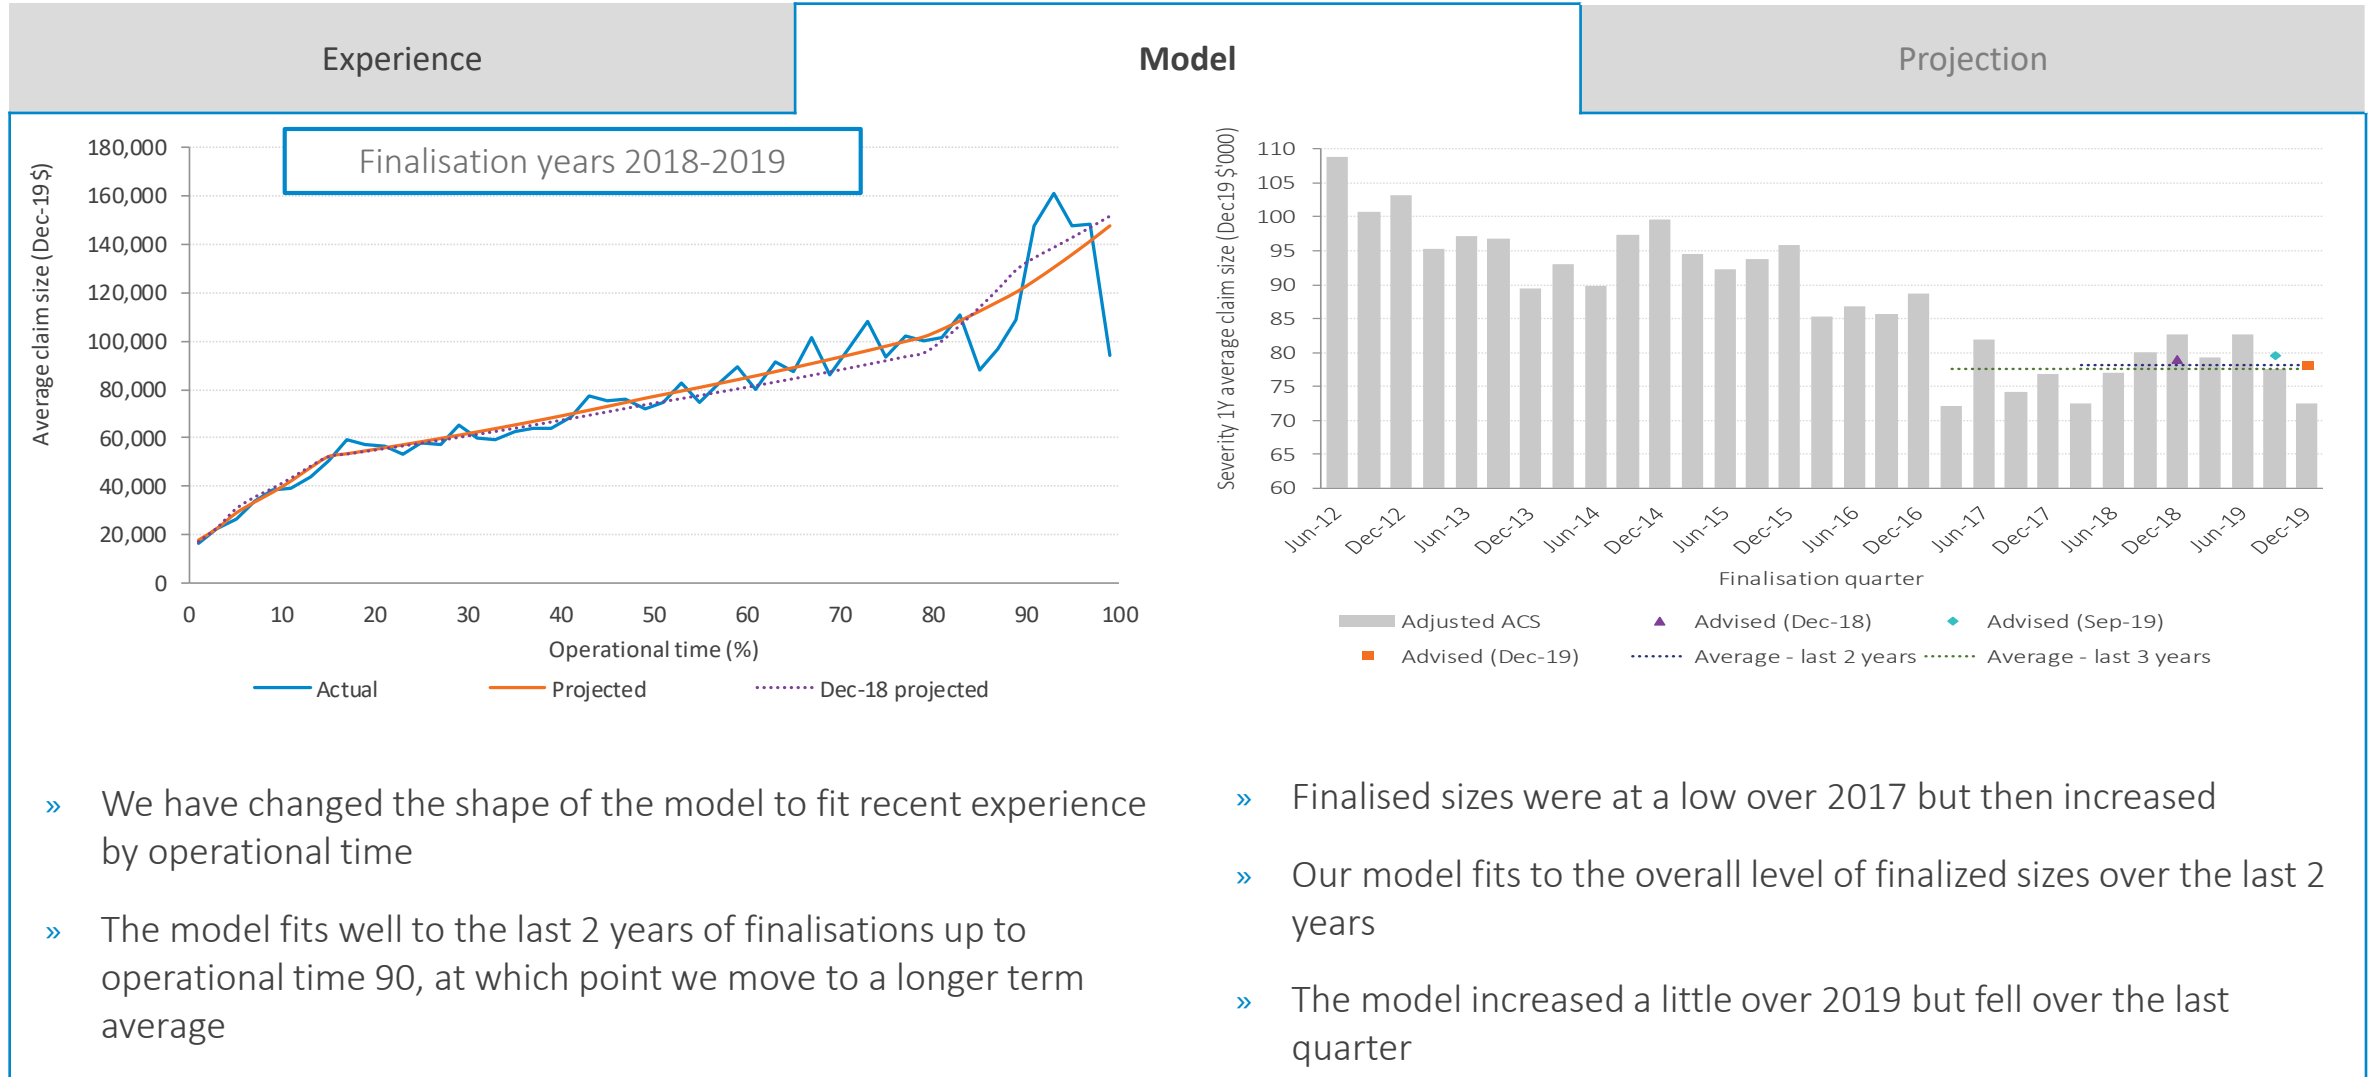 Experience
Model
Projection
Finalisation years 2018-2019
Average claim size (Dec-19 $)
180,000
160,000
140,000
120,000
100,000
80,000
60,000
40,000
20,000
0
0 10 20 30 40 50 60 70 80 90 100
Operational time (%)
Actual Projected Dec-18 projected
Severity 1Y average claim size (Dec19 $'000)
110
105
100
95
90
85
80
75
70
65
60
Jun-12 Dec-12 Jun-13 Dec-13 Jun-14 Dec-14 Jun-15 Dec-15 Jun-16 Dec-16 Jun-17 Dec-17 Jun-18 Dec-18 Jun-19 Dec-19
Finalisation quarter
Adjusted ACS Advised (Dec-18) Advised (Sep-19)
Advised (Dec-19) Average - last 2 years Average - last 3 years
» We have changed the shape of the model to fit recent experience
by operational time
» The model fits well to the last 2 years of finalisations up to
operational time 90, at which point we move to a longer term
average
» Finalised sizes were at a low over 2017 but then increased
» Our model fits to the overall level of finalized sizes over the last 2
years
» The model increased a little over 2019 but fell over the last
quarter